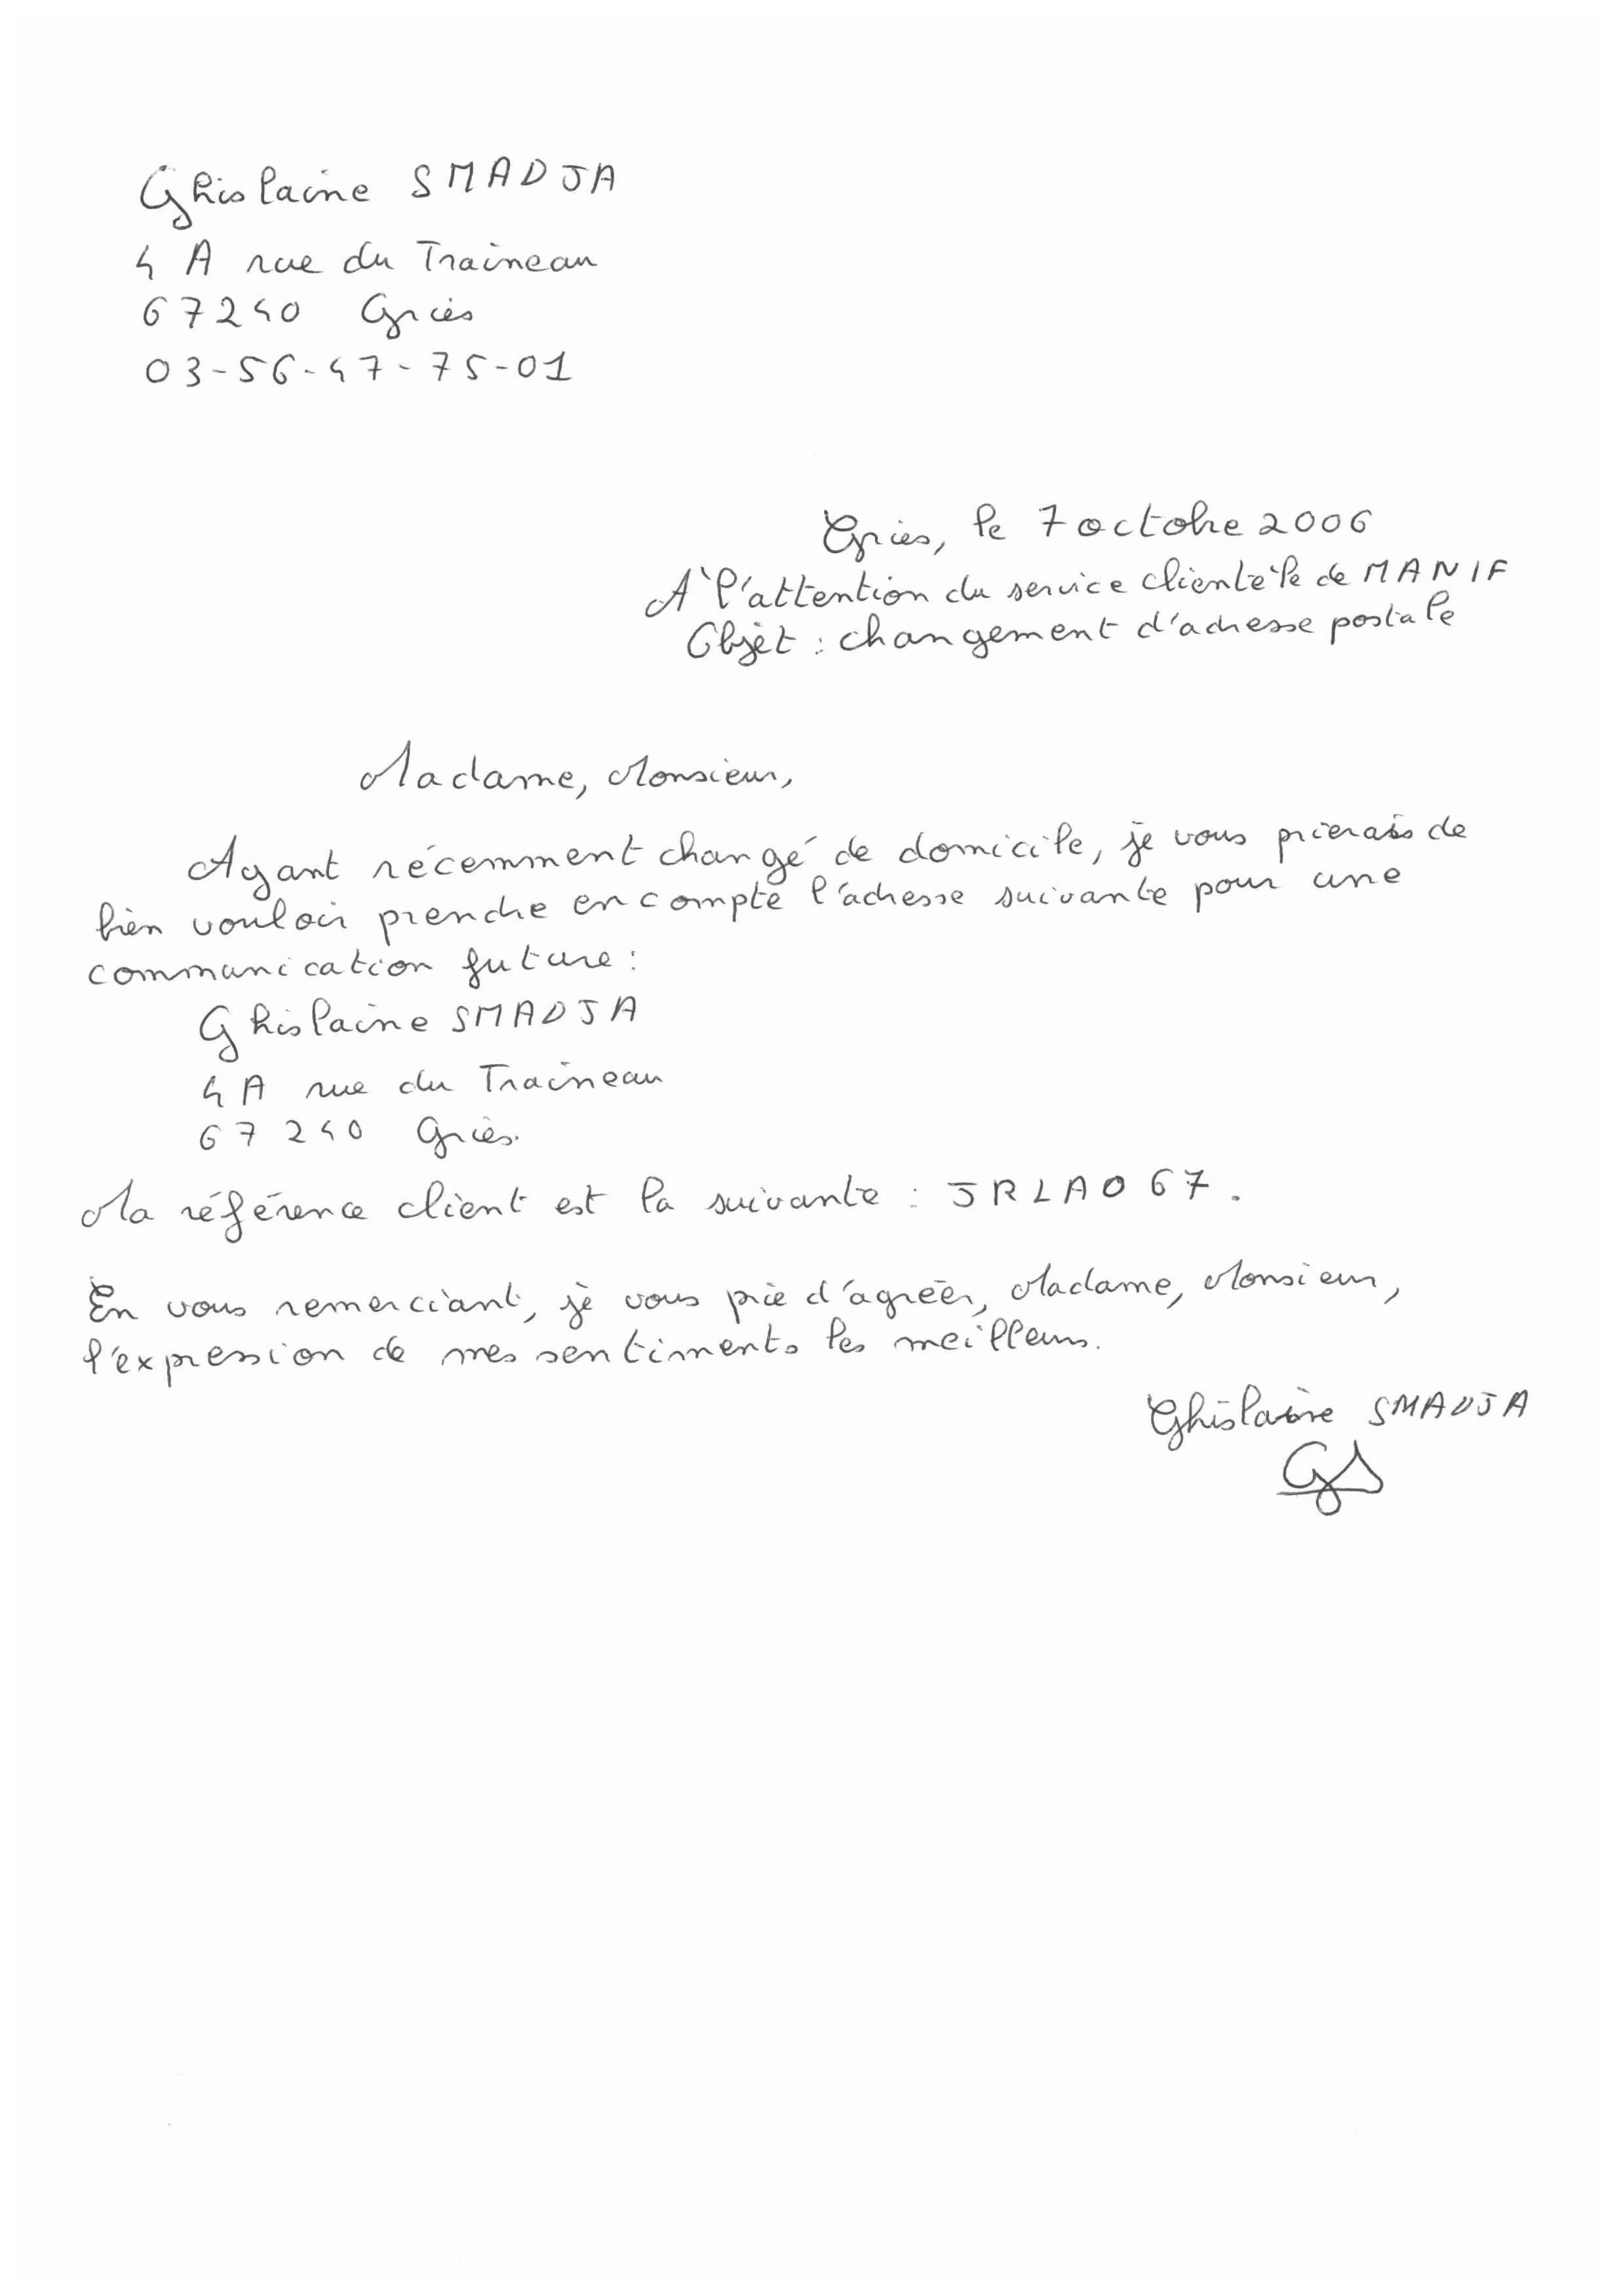 Ghislaine SMADJA
4 A rue du Traineau
67240 Gries
03-56-47-75-01
Gries, le 7 octobre 2006
A l'attention du service clientèle de MANIF
Objet : changement d'adresse postale
Madame, Monsieur,
Ayant récemment changé de domicile, je vous prierais de
bien vouloir prendre en compte l'adresse suivante pour une
communication future :
Ghislaine SMADJA
4 A rue du Traineau
67240 Gries.
Ma référence client est la suivante : JRLAO67.
En vous remerciant, je vous prie d'agréer, Madame, Monsieur,
l'expression de mes sentiments les meilleurs.
Ghislaine SMADJA
GS